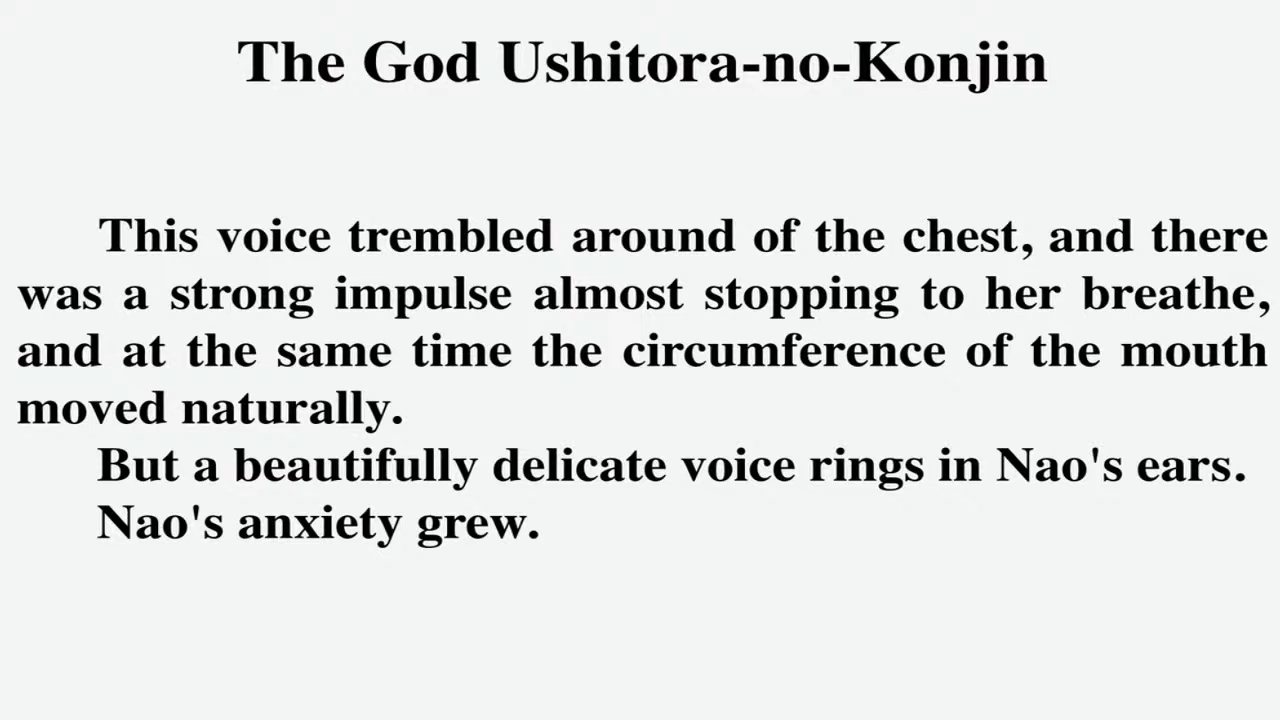 The God Ushitora-no-Konjin
This voice trembled around of the chest, and there
was a strong impulse almost stopping to her breathe,
and at the same time the circumference of the mouth
moved naturally.
But a beautifully delicate voice rings in Nao's ears.
Nao's anxiety grew.